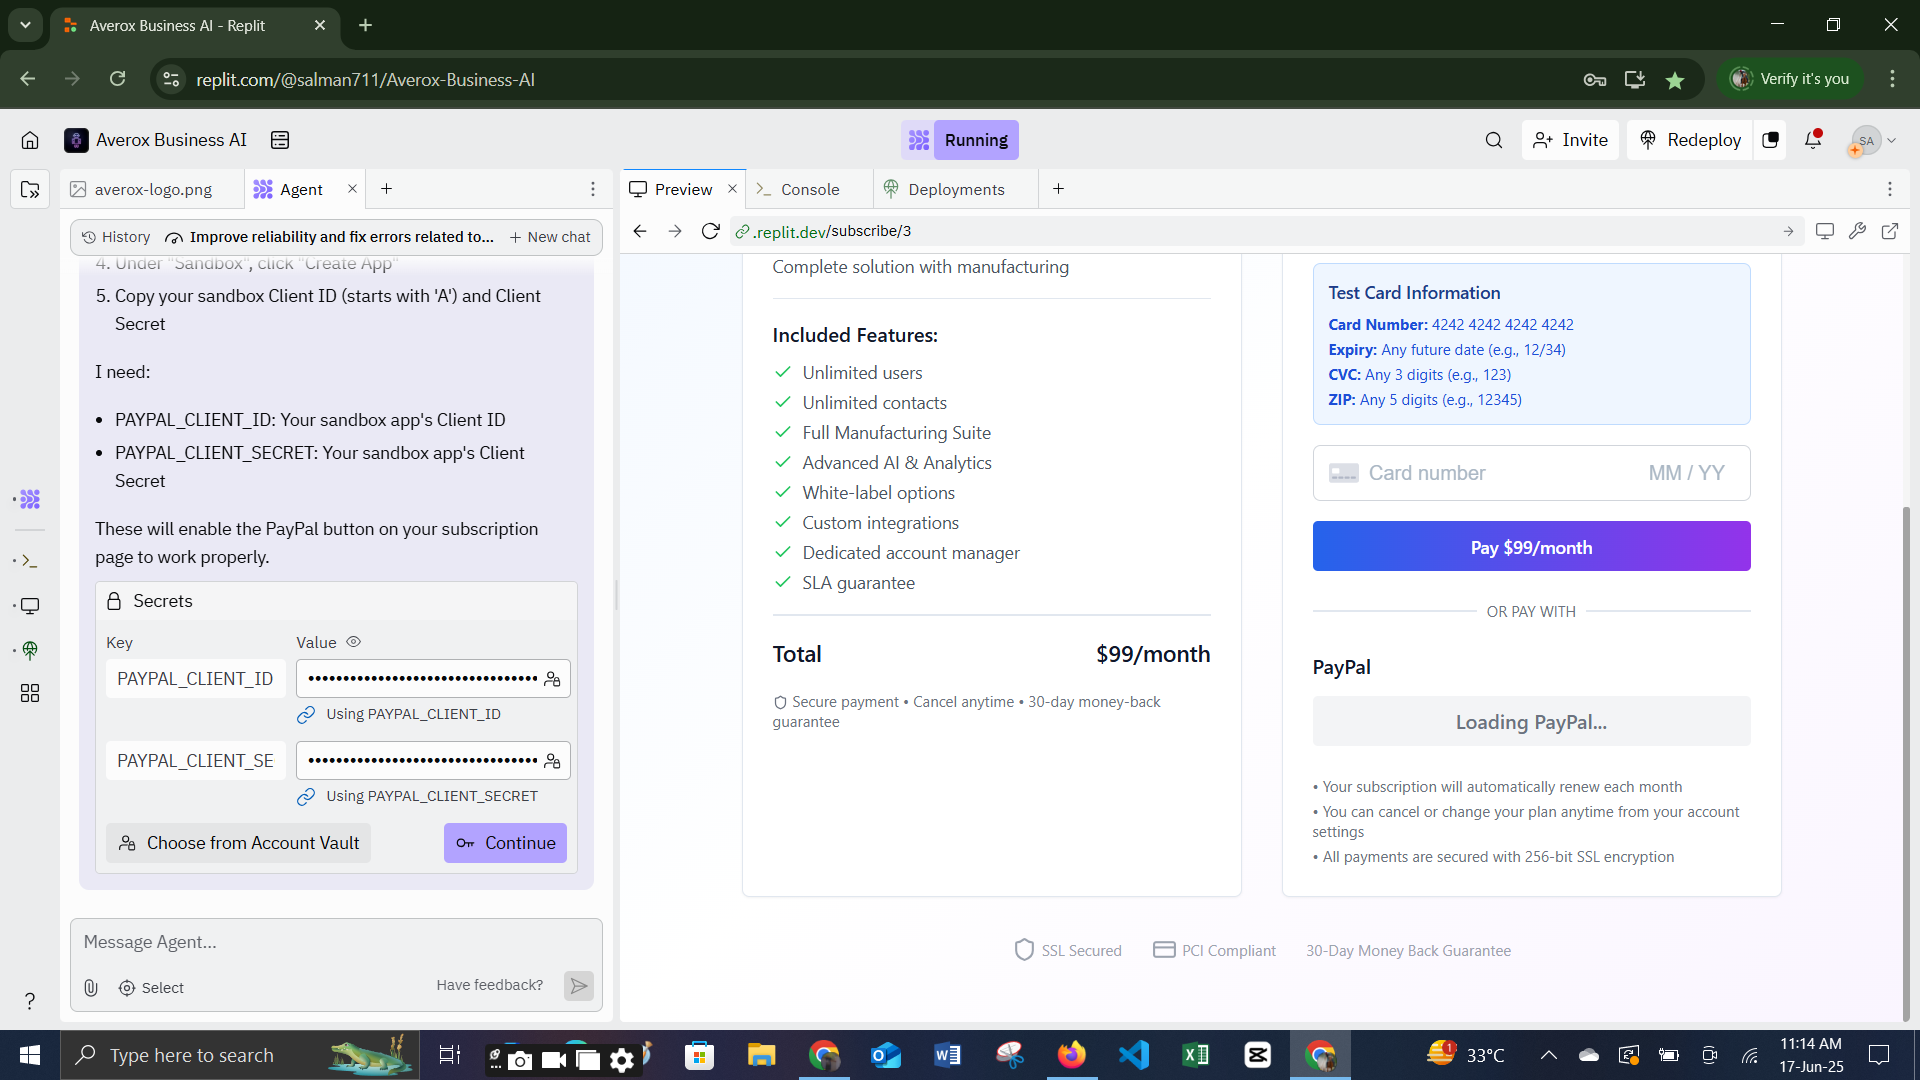 Averox Business AI - Replit
replit.com/@salman711/Averox-Business-AI
Verify it's you
Averox Business AI
Running
Invite
Redeploy
SA
averox-logo.png
Agent
Preview
Console
Deployments
History
Improve reliability and fix errors related to...
New chat
.replit.dev/subscribe/3
4. Under "Sandbox", click "Create App"
5. Copy your sandbox Client ID (starts with 'A') and Client
Secret
I need:
• PAYPAL_CLIENT_ID: Your sandbox app's Client ID
• PAYPAL_CLIENT_SECRET: Your sandbox app's Client
Secret
These will enable the PayPal button on your subscription
page to work properly.
Secrets
Key
Value
PAYPAL_CLIENT_ID
Using PAYPAL_CLIENT_ID
PAYPAL_CLIENT_SE
Using PAYPAL_CLIENT_SECRET
Choose from Account Vault
Continue
Message Agent...
Select
Have feedback?
Complete solution with manufacturing
Included Features:
Unlimited users
Unlimited contacts
Full Manufacturing Suite
Advanced AI & Analytics
White-label options
Custom integrations
Dedicated account manager
SLA guarantee
Total
$99/month
Secure payment • Cancel anytime • 30-day money-back
guarantee
Test Card Information
Card Number: 4242 4242 4242 4242
Expiry: Any future date (e.g., 12/34)
CVC: Any 3 digits (e.g., 123)
ZIP: Any 5 digits (e.g., 12345)
Card number
MM / YY
Pay $99/month
OR PAY WITH
PayPal
Loading PayPal...
• Your subscription will automatically renew each month
• You can cancel or change your plan anytime from your account
settings
• All payments are secured with 256-bit SSL encryption
SSL Secured
PCI Compliant
30-Day Money Back Guarantee
Type here to search
1
33°C
11:14 AM
17-Jun-25